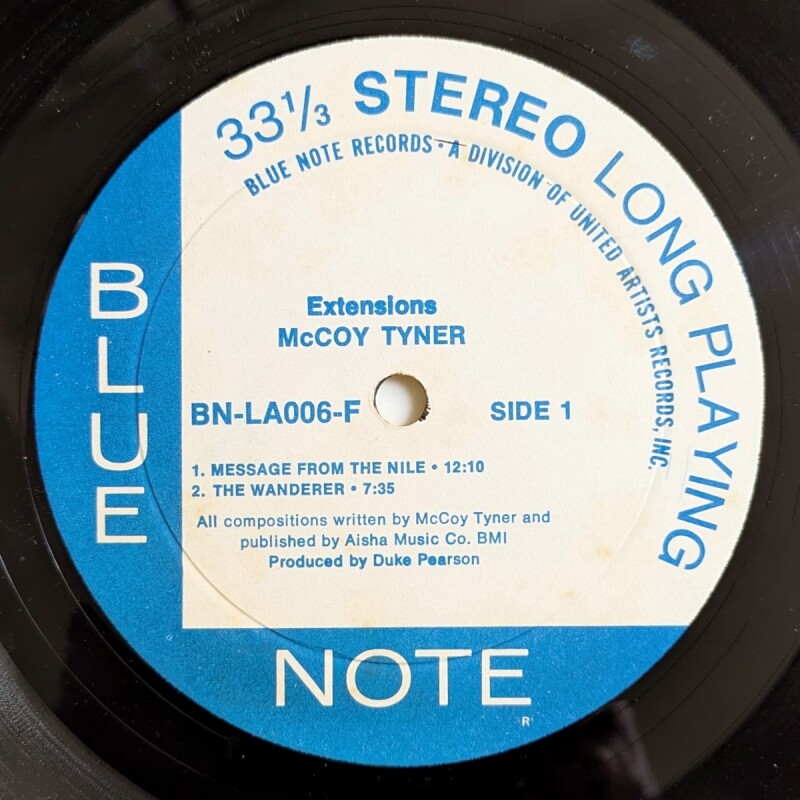 33⅓ STEREO LONG PLAYING
BLUE NOTE RECORDS • A DIVISION OF UNITED ARTISTS RECORDS, INC.
Extensions
McCOY TYNER
BN-LA006-F SIDE 1
1. MESSAGE FROM THE NILE • 12:10
2. THE WANDERER • 7:35
All compositions written by McCoy Tyner and
published by Aisha Music Co. BMI
Produced by Duke Pearson
BLUE
NOTE
R